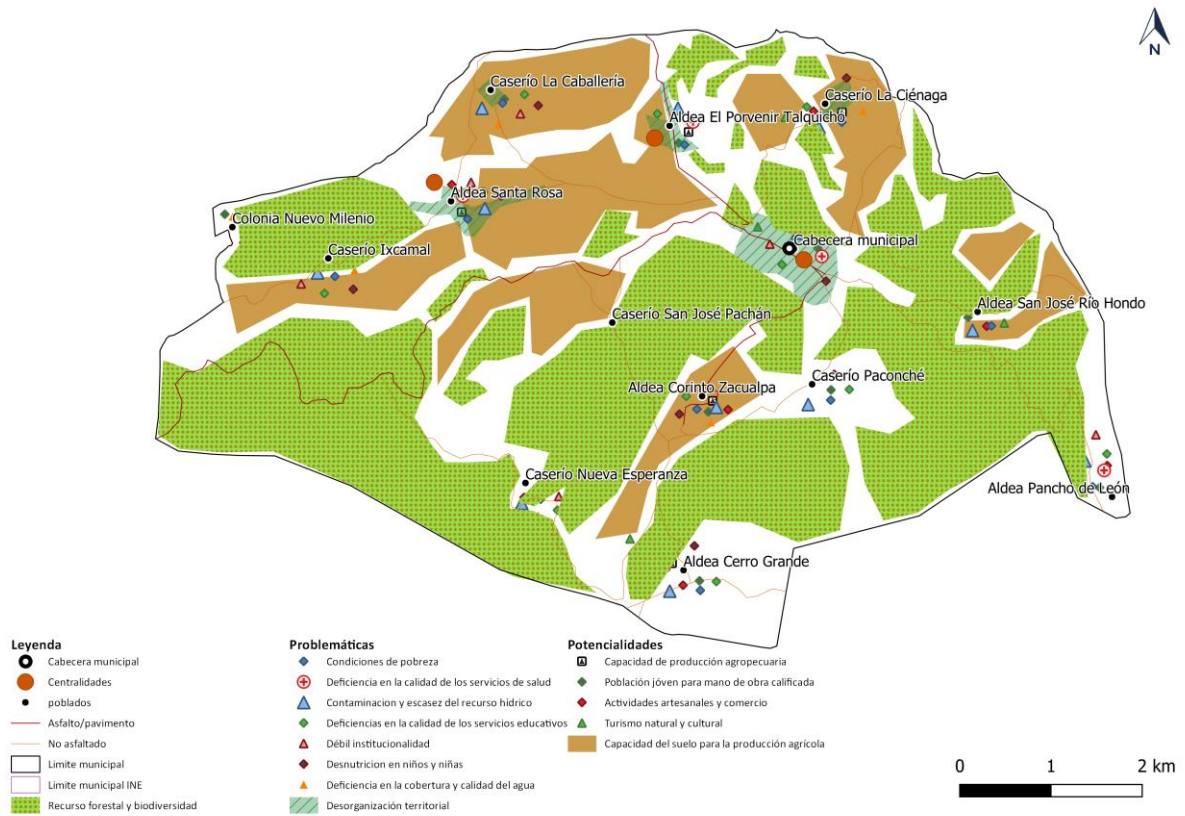 N
Caserío La Caballería
Caserío La Ciénaga
Aldea El Porvenir Talquichó
Aldea Santa Rosa
Colonia Nuevo Milenio
Cabecera municipal
Caserío Ixcamal
Aldea San José Río Hondo
Caserío San José Pachán
Caserío Paconché
Aldea Corinto Zacualpa
Caserío Nueva Esperanza
Aldea Pancho de León
Aldea Cerro Grande
Leyenda
Cabecera municipal
Centralidades
poblados
Asfalto/pavimento
No asfaltado
Limite municipal
Limite municipal INE
Recurso forestal y biodiversidad
Problemáticas
Condiciones de pobreza
Deficiencia en la calidad de los servicios de salud
Contaminacion y escasez del recurso hídrico
Deficiencias en la calidad de los servicios educativos
Débil institucionalidad
Desnutricion en niños y niñas
Deficiencia en la cobertura y calidad del agua
Desorganización territorial
Potencialidades
Capacidad de producción agropecuaria
Población jóven para mano de obra calificada
Actividades artesanales y comercio
Turismo natural y cultural
Capacidad del suelo para la producción agrícola
0 1 2 km